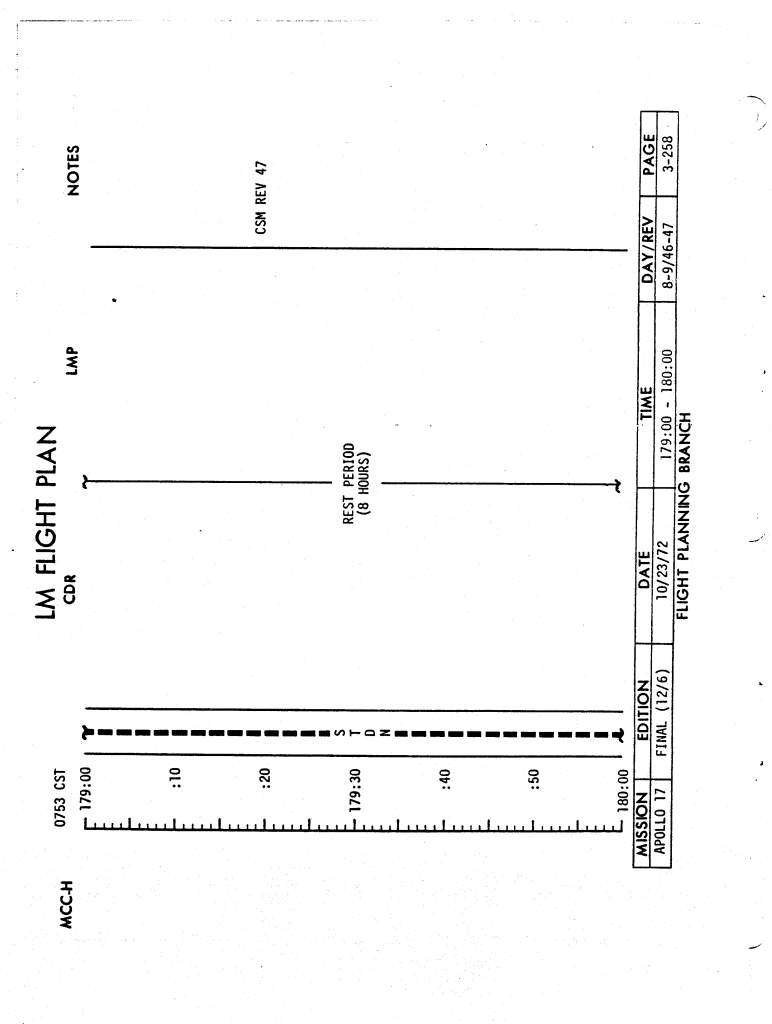 LM FLIGHT PLAN
MCC-H
0753 CST
CDR
LMP
NOTES
179:00
:10
:20
CSM REV 47
179:30
STDN
REST PERIOD
(8 HOURS)
:40
:50
180:00
MISSION EDITION DATE TIME DAY/REV PAGE
APOLLO 17 FINAL (12/6) 10/23/72 179:00 - 180:00 8-9/46-47 3-258
FLIGHT PLANNING BRANCH